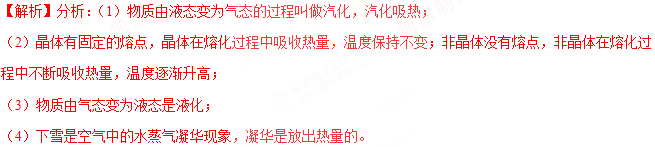 【解析】分析：（1）物质由液态变为气态的过程叫做汽化，汽化吸热；
（2）晶体有固定的熔点，晶体在熔化过程中吸收热量，温度保持不变；非晶体没有熔点，非晶体在熔化过
程中不断吸收热量，温度逐渐升高；
（3）物质由气态变为液态是液化；
（4）下雪是空气中的水蒸气凝华现象，凝华是放出热量的。